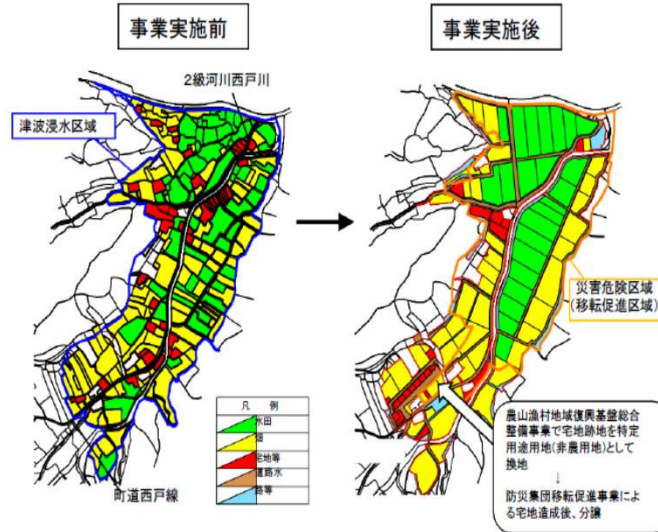 事業実施前
事業実施後
2級河川西戸川
津波浸水区域
災害危険区域
(移転促進区域)
凡 例
水田
畑
宅地等
道路水
路等
町道西戸線
農山漁村地域復興基盤総合
整備事業で宅地跡地を特定
用途用地(非農用地)として
換地
↓
防災集団移転促進事業によ
る宅地造成後、分譲